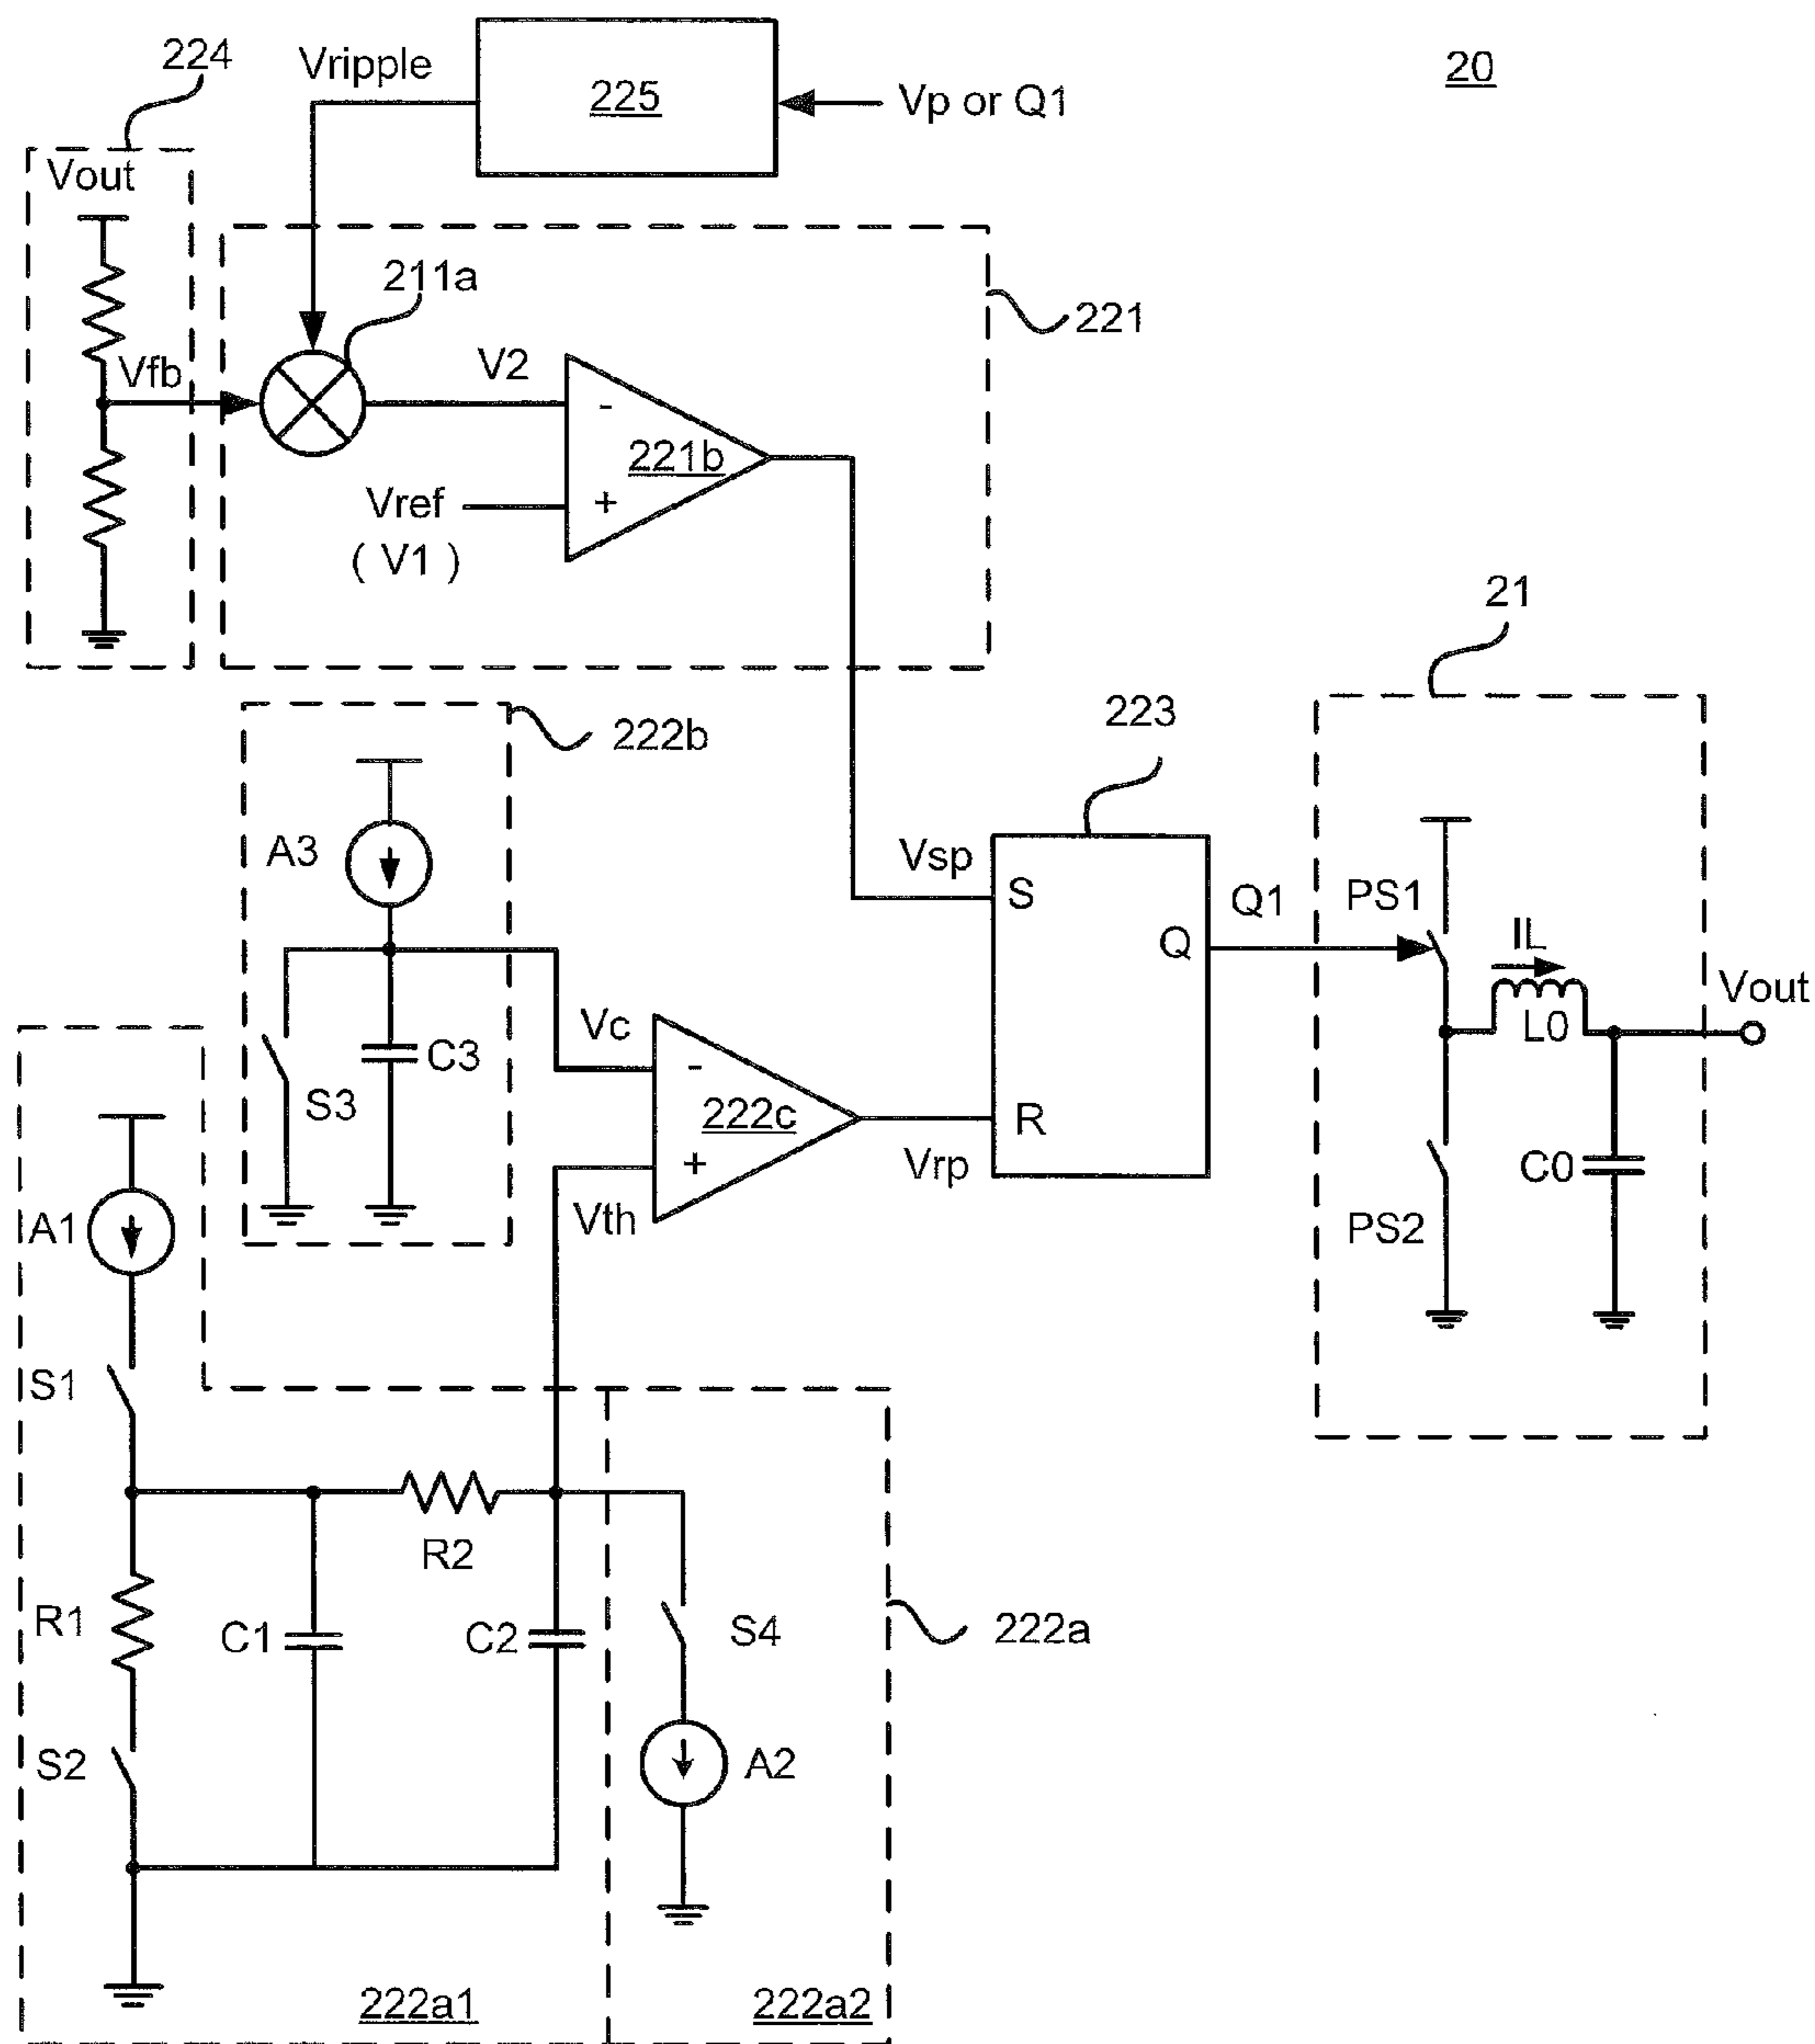 20
224
Vripple
225
Vp or Q1
Vout
211a
221
Vfb
V2
-
221b
Vref
+
( V1 )
21
222b
223
A3
Vsp
S
Q1
PS1
Q
IL
Vout
Vc
C3
L0
-
S3
222c
R
C0
+
Vrp
Vth
PS2
A1
S1
R2
R1
C1
C2
S4
222a
S2
A2
222a1
222a2